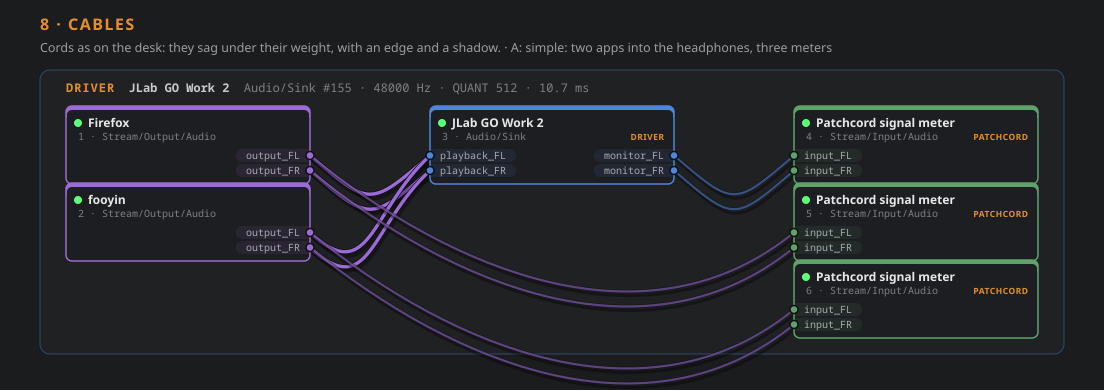 8 · CABLES
Cords as on the desk: they sag under their weight, with an edge and a shadow. · A: simple: two apps into the headphones, three meters
DRIVER JLab GO Work 2 Audio/Sink #155 · 48000 Hz · QUANT 512 · 10.7 ms
Firefox
1 · Stream/Output/Audio
output_FL
output_FR
fooyin
2 · Stream/Output/Audio
output_FL
output_FR
JLab GO Work 2
3 · Audio/Sink DRIVER
playback_FL monitor_FL
playback_FR monitor_FR
Patchcord signal meter
4 · Stream/Input/Audio PATCHCORD
input_FL
input_FR
Patchcord signal meter
5 · Stream/Input/Audio PATCHCORD
input_FL
input_FR
Patchcord signal meter
6 · Stream/Input/Audio PATCHCORD
input_FL
input_FR